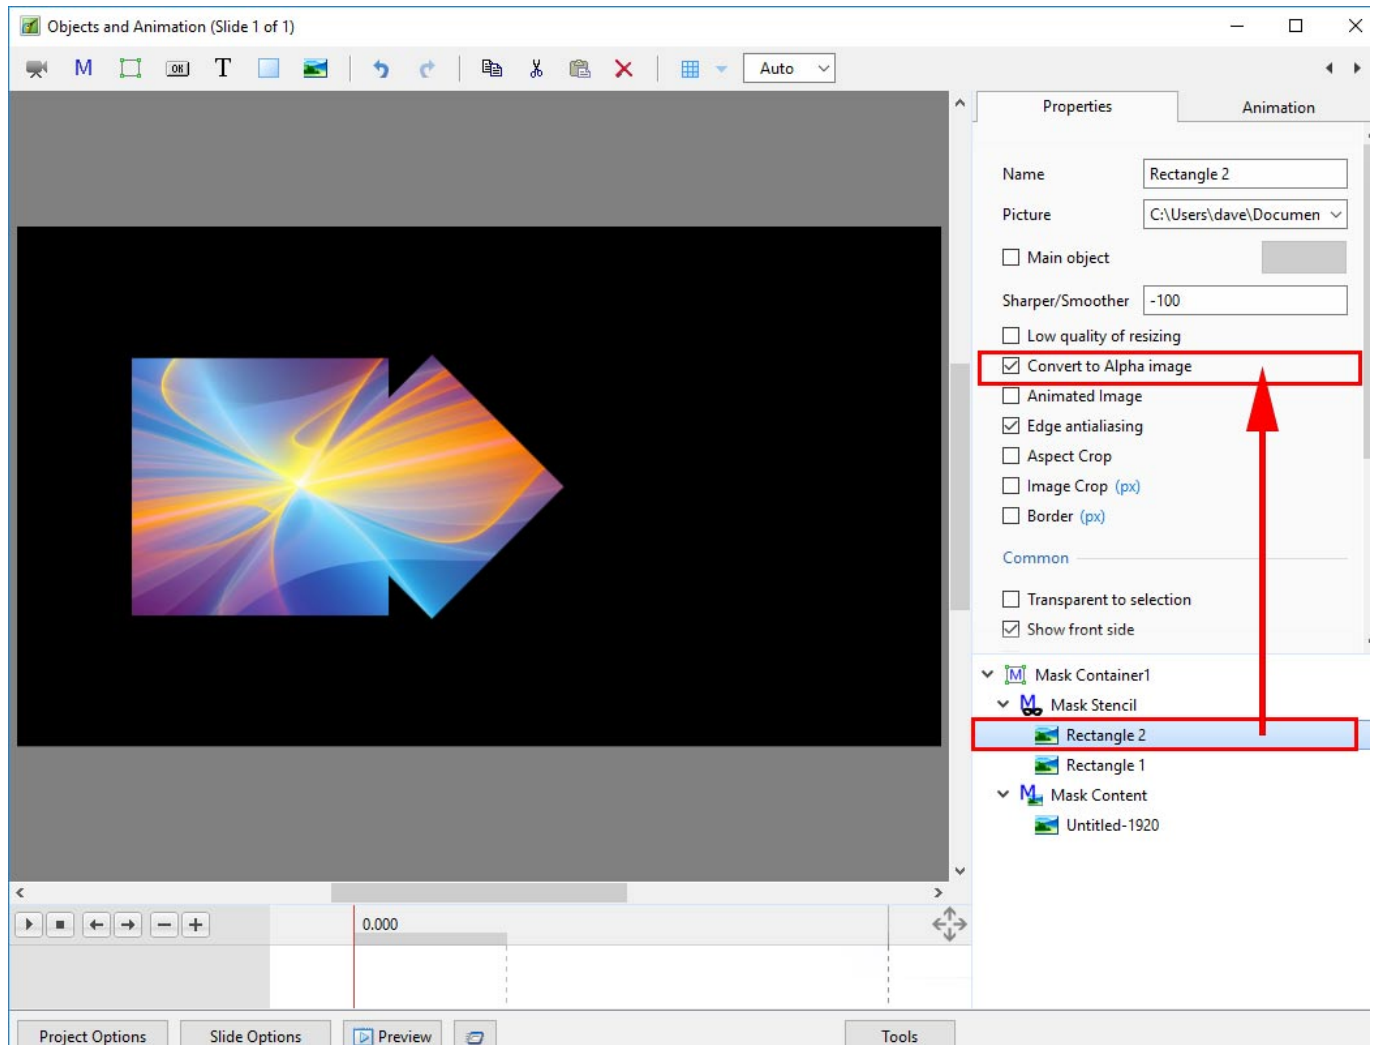 Objects and Animation (Slide 1 of 1)
M OK T Auto
Properties Animation
Name Rectangle 2
Picture C:\Users\dave\Documen
Main object
Sharper/Smoother -100
Low quality of resizing
Convert to Alpha image
Animated Image
Edge antialiasing
Aspect Crop
Image Crop (px)
Border (px)
Common
Transparent to selection
Show front side
M Mask Container1
M Mask Stencil
Rectangle 2
Rectangle 1
M Mask Content
Untitled-1920
0.000
Project Options Slide Options Preview Tools